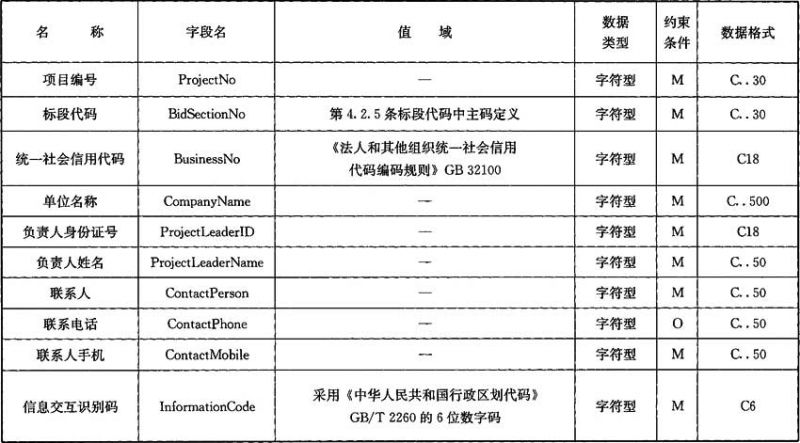 名 称 字段名 值 域 数据类型 约束条件 数据格式
项目编号 ProjectNo — 字符型 M C..30
标段代码 BidSectionNo 第4.2.5条标段代码中主码定义 字符型 M C..30
统一社会信用代码 BusinessNo 《法人和其他组织统一社会信用代码编码规则》GB 32100 字符型 M C18
单位名称 CompanyName — 字符型 M C..500
负责人身份证号 ProjectLeaderID — 字符型 M C18
负责人姓名 ProjectLeaderName — 字符型 M C..50
联系人 ContactPerson — 字符型 M C..50
联系电话 ContactPhone — 字符型 O C..50
联系人手机 ContactMobile — 字符型 M C..50
信息交互识别码 InformationCode 采用《中华人民共和国行政区划代码》GB/T 2260的6位数字码 字符型 M C6